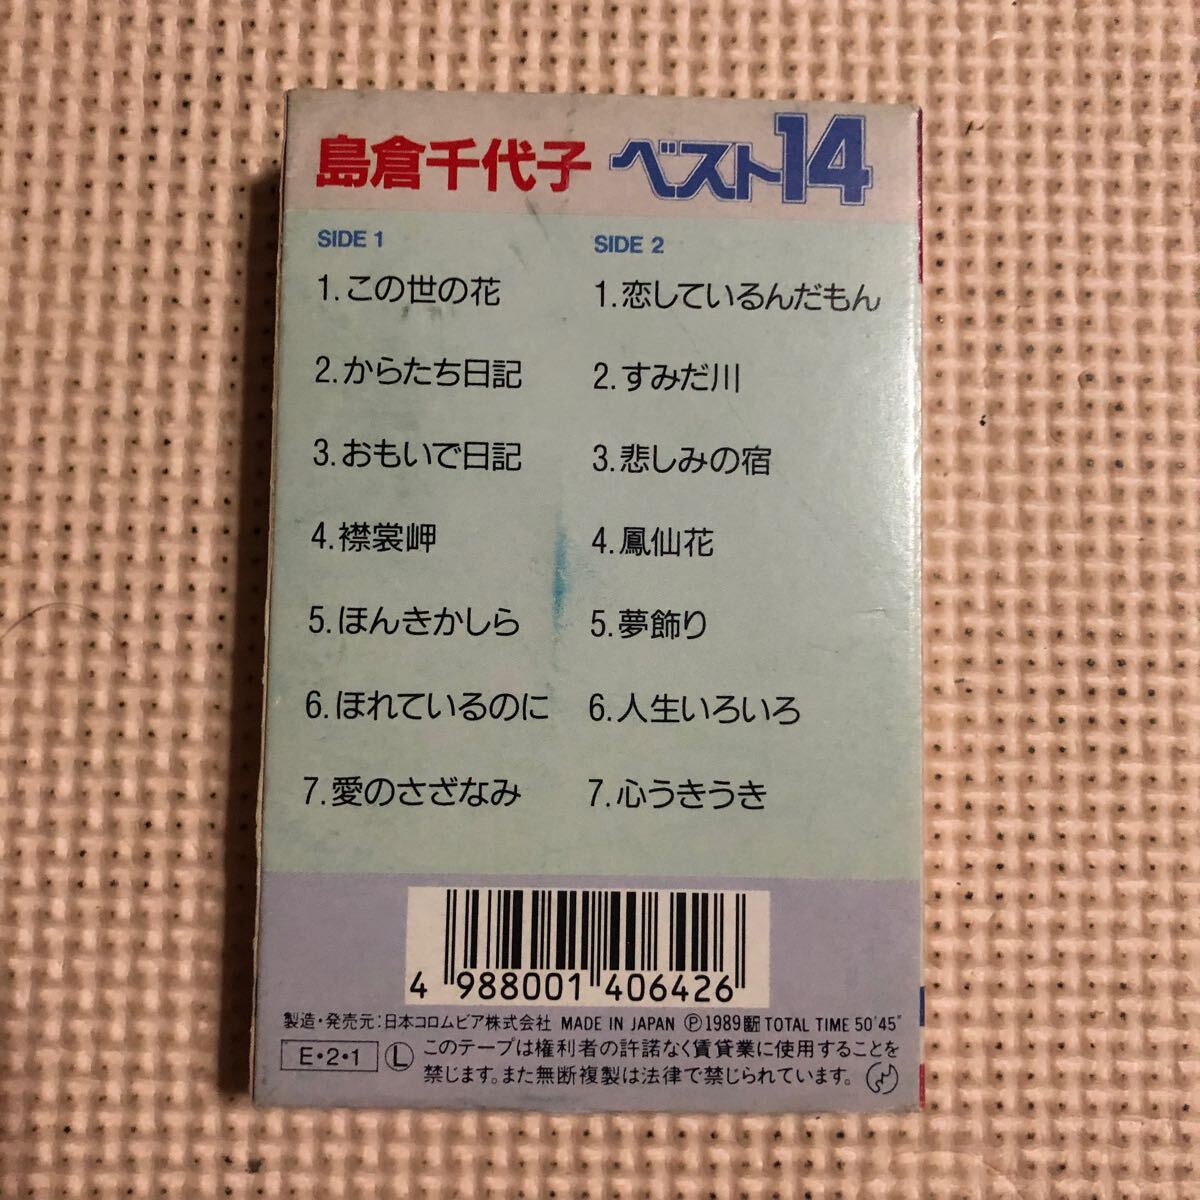 島倉千代子 ベスト14
SIDE 1
1.この世の花
2.からたち日記
3.おもいで日記
4.襟裳岬
5.ほんきかしら
6.ほれているのに
7.愛のさざなみ
SIDE 2
1.恋しているんだもん
2.すみだ川
3.悲しみの宿
4.鳳仙花
5.夢飾り
6.人生いろいろ
7.心うきうき
4 988001 406426
製造・発売元:日本コロムビア株式会社 MADE IN JAPAN Ⓟ1989 TOTAL TIME 50'45"
E・2・1 Ⓛ このテープは権利者の許諾なく賃貸業に使用することを
禁じます。また無断複製は法律で禁じられています。